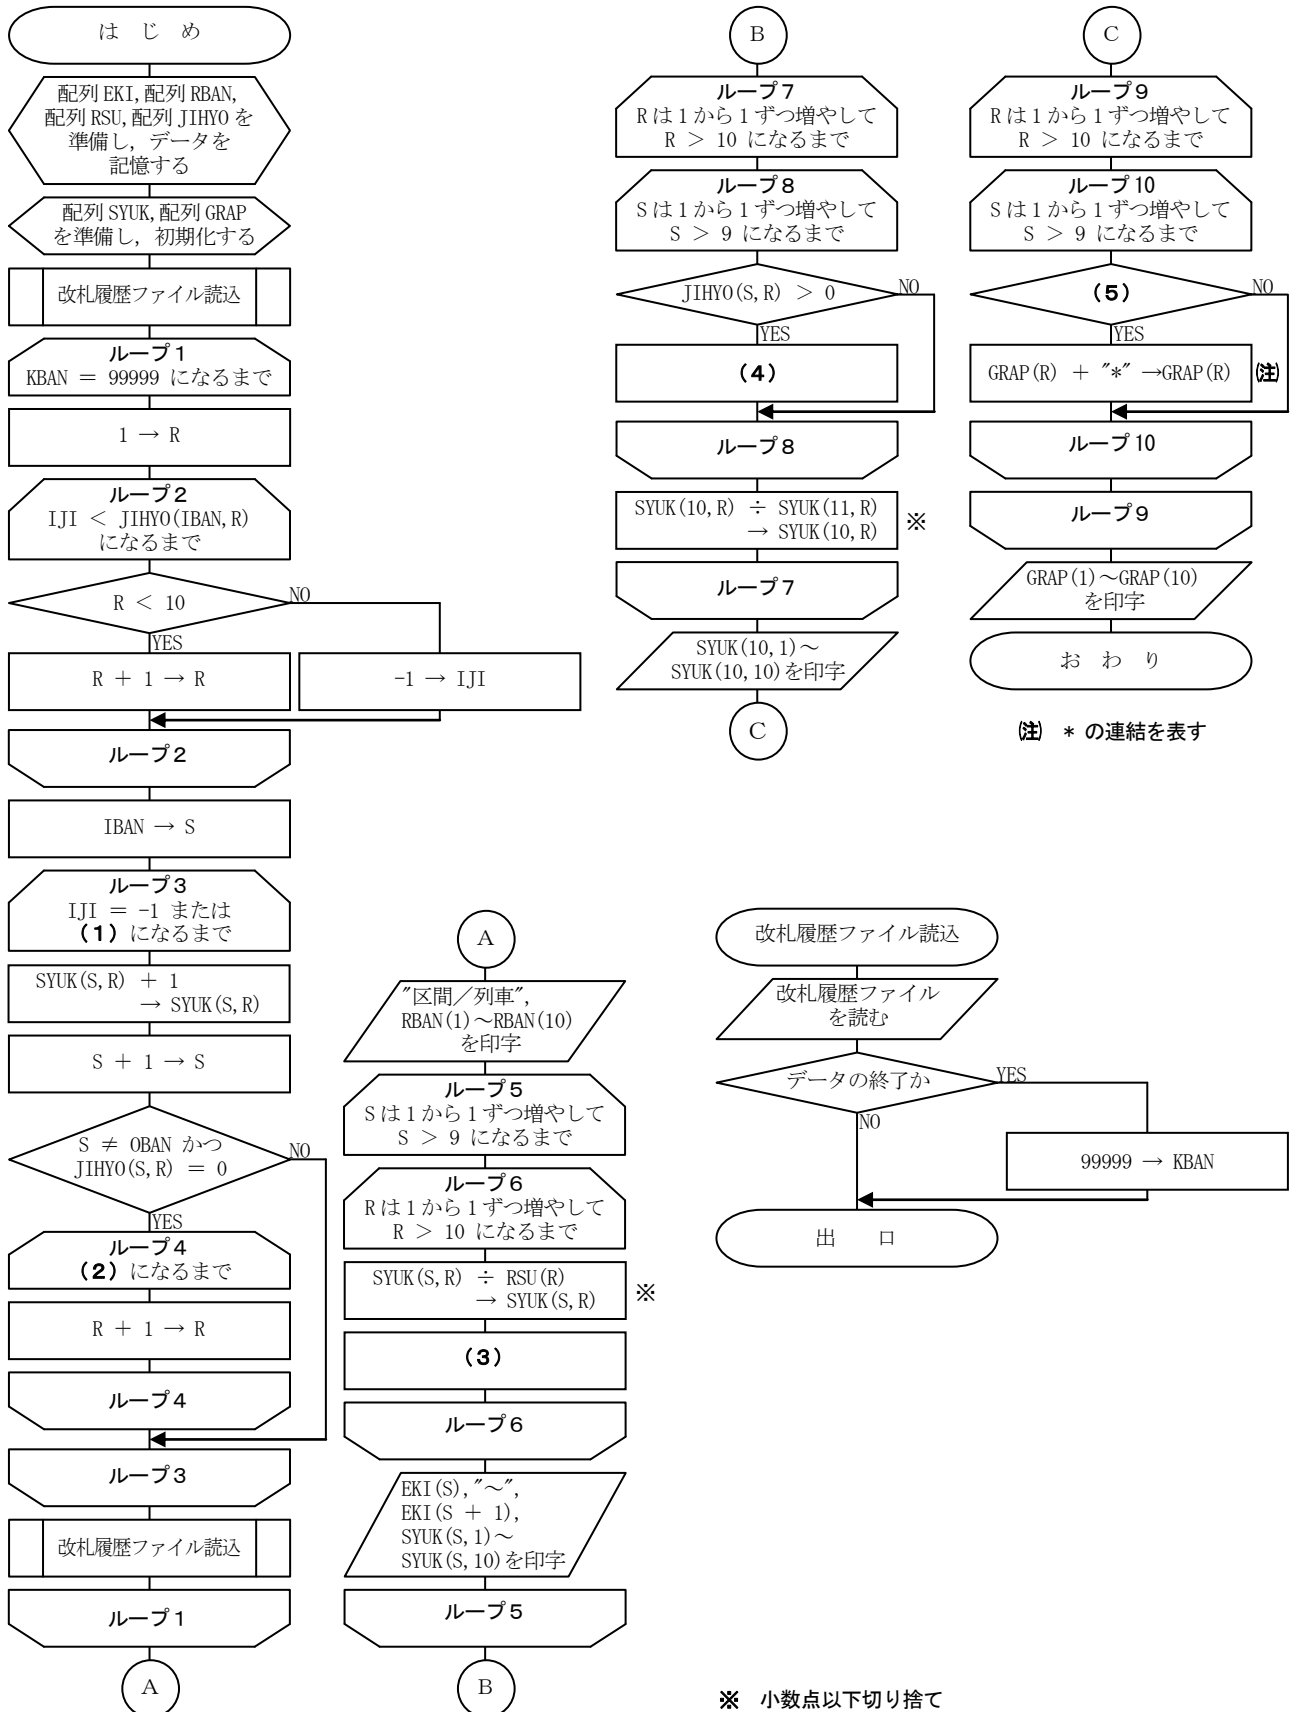 は じ め
配列 EKI,配列 RBAN,
配列 RSU,配列 JIHYO を
準備し，データを
記憶する
配列 SYUK,配列 GRAP
を準備し，初期化する
改札履歴ファイル読込
ループ１
KBAN ＝ 99999 になるまで
1 → R
ループ２
IJI ＜ JIHYO(IBAN,R)
になるまで
R ＜ 10
NO
YES
R ＋ 1 → R
-1 → IJI
ループ２
IBAN → S
ループ３
IJI ＝ -1 または
（１）になるまで
SYUK(S,R) ＋ 1
→ SYUK(S,R)
S ＋ 1 → S
S ≠ OBAN かつ
JIHYO(S,R) ＝ 0
NO
YES
ループ４
（２）になるまで
R ＋ 1 → R
ループ４
ループ３
改札履歴ファイル読込
ループ１
A
A
"区間／列車",
RBAN(1)～RBAN(10)
を印字
ループ５
S は 1 から 1 ずつ増やして
S ＞ 9 になるまで
ループ６
R は 1 から 1 ずつ増やして
R ＞ 10 になるまで
SYUK(S,R) ÷ RSU(R)
→ SYUK(S,R)
※
（３）
ループ６
EKI(S),"～",
EKI(S ＋ 1),
SYUK(S,1)～
SYUK(S,10)を印字
ループ５
B
B
ループ７
R は 1 から 1 ずつ増やして
R ＞ 10 になるまで
ループ８
S は 1 から 1 ずつ増やして
S ＞ 9 になるまで
JIHYO(S,R) ＞ 0
NO
YES
（４）
ループ８
SYUK(10,R) ÷ SYUK(11,R)
→ SYUK(10,R)
※
ループ７
SYUK(10,1)～
SYUK(10,10)を印字
C
C
ループ９
R は 1 から 1 ずつ増やして
R ＞ 10 になるまで
ループ10
S は 1 から 1 ずつ増やして
S ＞ 9 になるまで
（５）
NO
YES
GRAP(R) ＋ "*" →GRAP(R)
(注)
ループ10
ループ９
GRAP(1)～GRAP(10)
を印字
お わ り
(注) * の連結を表す
改札履歴ファイル読込
改札履歴ファイル
を読む
データの終了か
YES
NO
99999 → KBAN
出 口
※ 小数点以下切り捨て